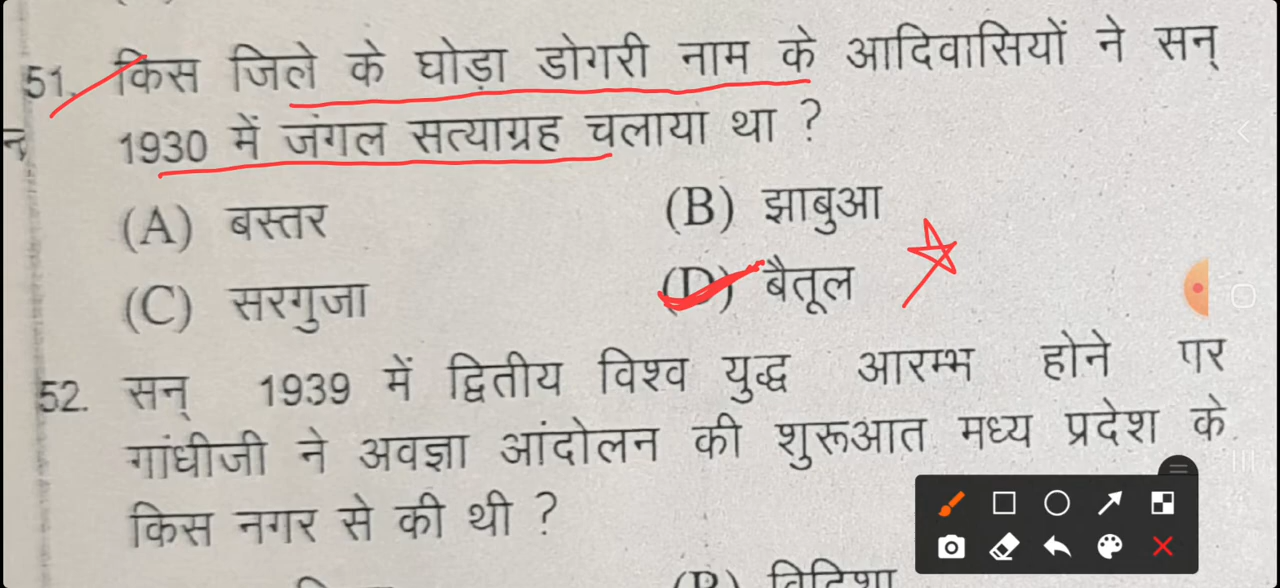 51. किस जिले के घोड़ा डोगरी नाम के आदिवासियों ने सन्
1930 में जंगल सत्याग्रह चलाया था ?
(A) बस्तर (B) झाबुआ
(C) सरगुजा (D) बैतूल
52. सन् 1939 में द्वितीय विश्व युद्ध आरम्भ होने पर
गांधीजी ने अवज्ञा आंदोलन की शुरूआत मध्य प्रदेश के
किस नगर से की थी ?
(B) विदिशा